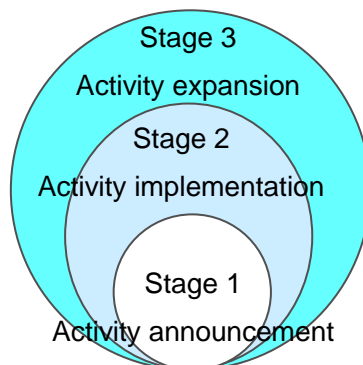 Stage 3
Activity expansion
Stage 2
Activity implementation
Stage 1
Activity announcement